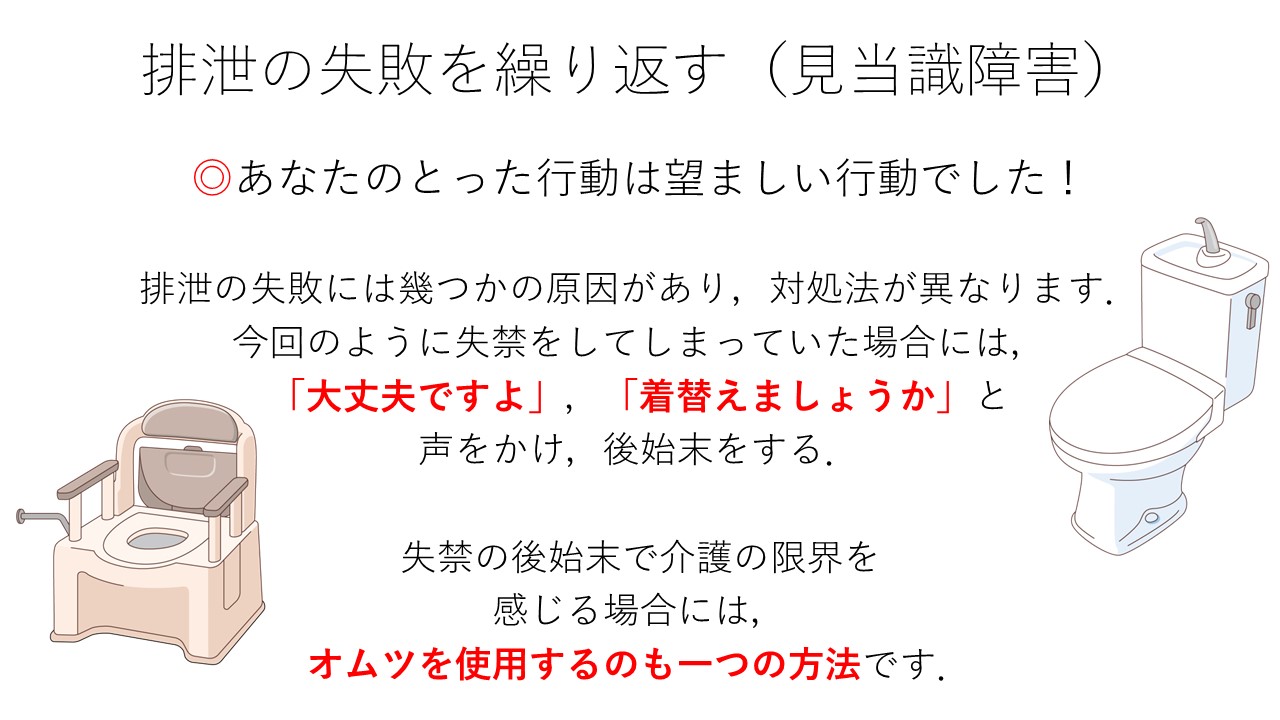 排泄の失敗を繰り返す（見当識障害）
◎あなたのとった行動は望ましい行動でした！
排泄の失敗には幾つかの原因があり，対処法が異なります．
今回のように失禁をしてしまっていた場合には，
「大丈夫ですよ」，「着替えましょうか」と
声をかけ，後始末をする．
失禁の後始末で介護の限界を
感じる場合には，
オムツを使用するのも一つの方法です．